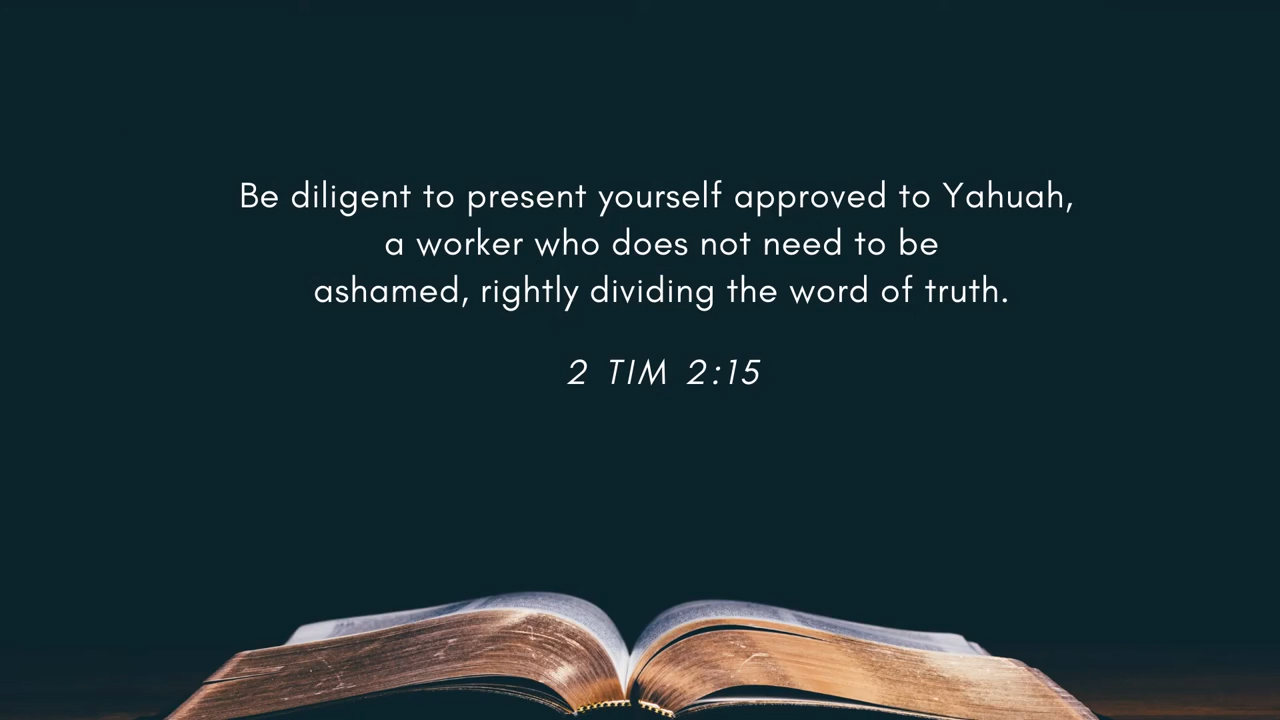 Be diligent to present yourself approved to Yahuah,
a worker who does not need to be
ashamed, rightly dividing the word of truth.
2 TIM 2:15